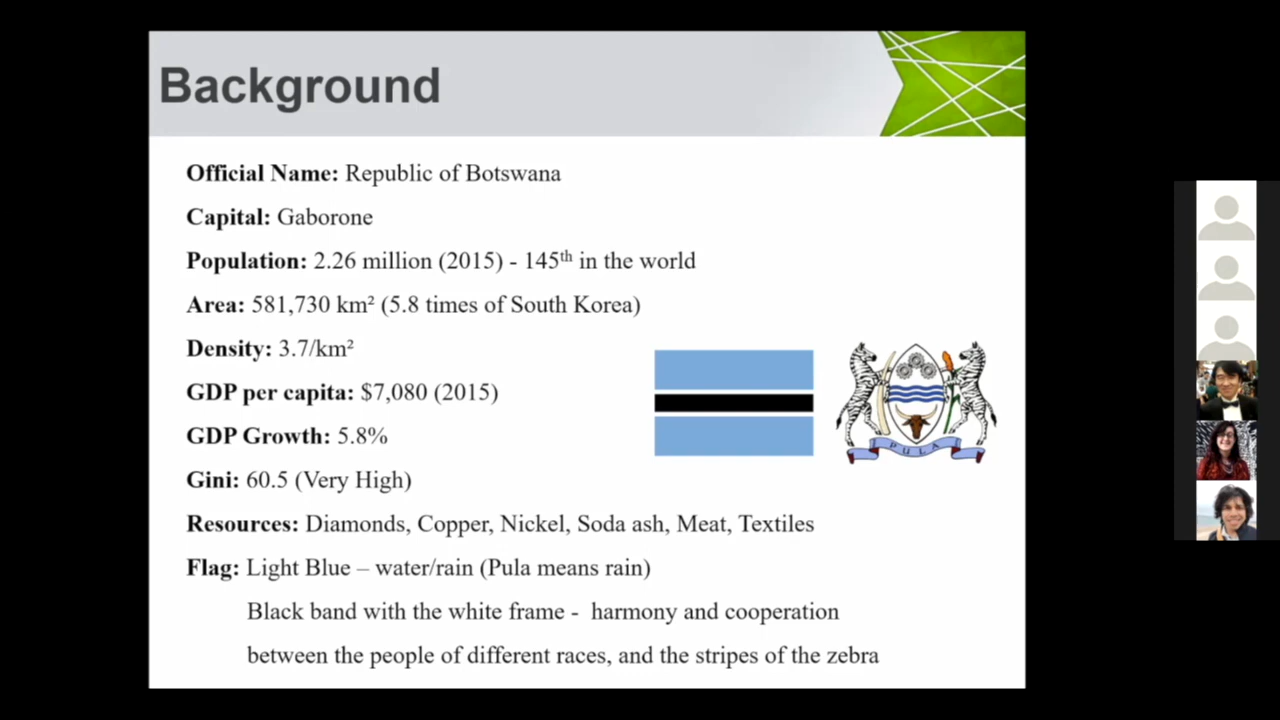 Background
Official Name: Republic of Botswana
Capital: Gaborone
Population: 2.26 million (2015) - 145th in the world
Area: 581,730 km² (5.8 times of South Korea)
Density: 3.7/km²
GDP per capita: $7,080 (2015)
GDP Growth: 5.8%
Gini: 60.5 (Very High)
PULA
Resources: Diamonds, Copper, Nickel, Soda ash, Meat, Textiles
Flag: Light Blue – water/rain (Pula means rain)
Black band with the white frame - harmony and cooperation
between the people of different races, and the stripes of the zebra